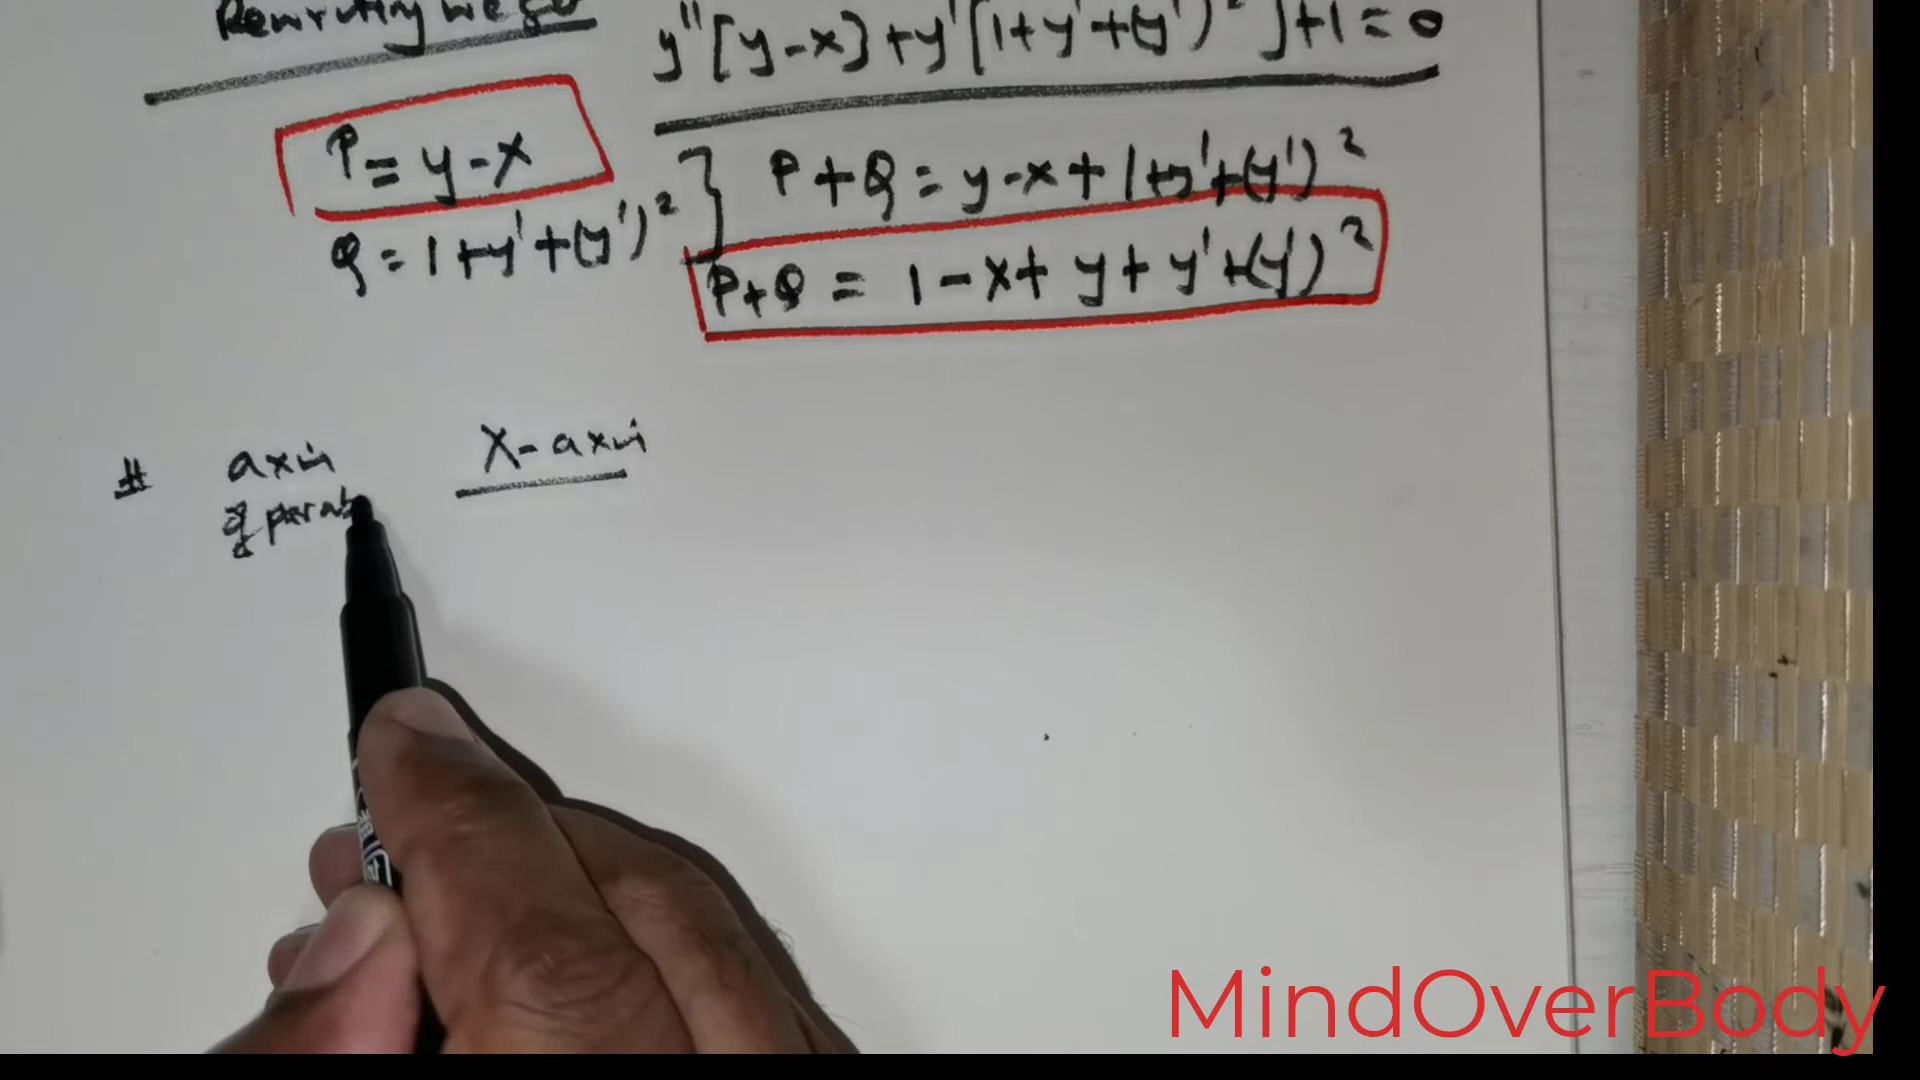 Rewriting we get
y''[y-x]+y'[1+y'+(y')²]+1=0
P=y-x
Q=1+y'+(y')²
P+Q=y-x+1+y'+(y')²
P+Q=1-x+y+y'+(y')²
# axis X-axis
of parab
MindOverBody